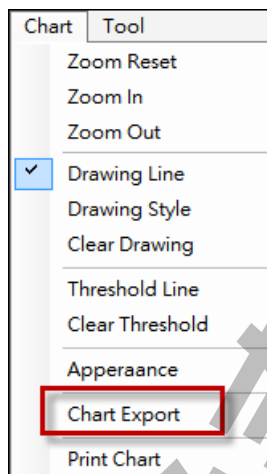 Chart Tool
Zoom Reset
Zoom In
Zoom Out
Drawing Line
Drawing Style
Clear Drawing
Threshold Line
Clear Threshold
Apperaance
Chart Export
Print Chart